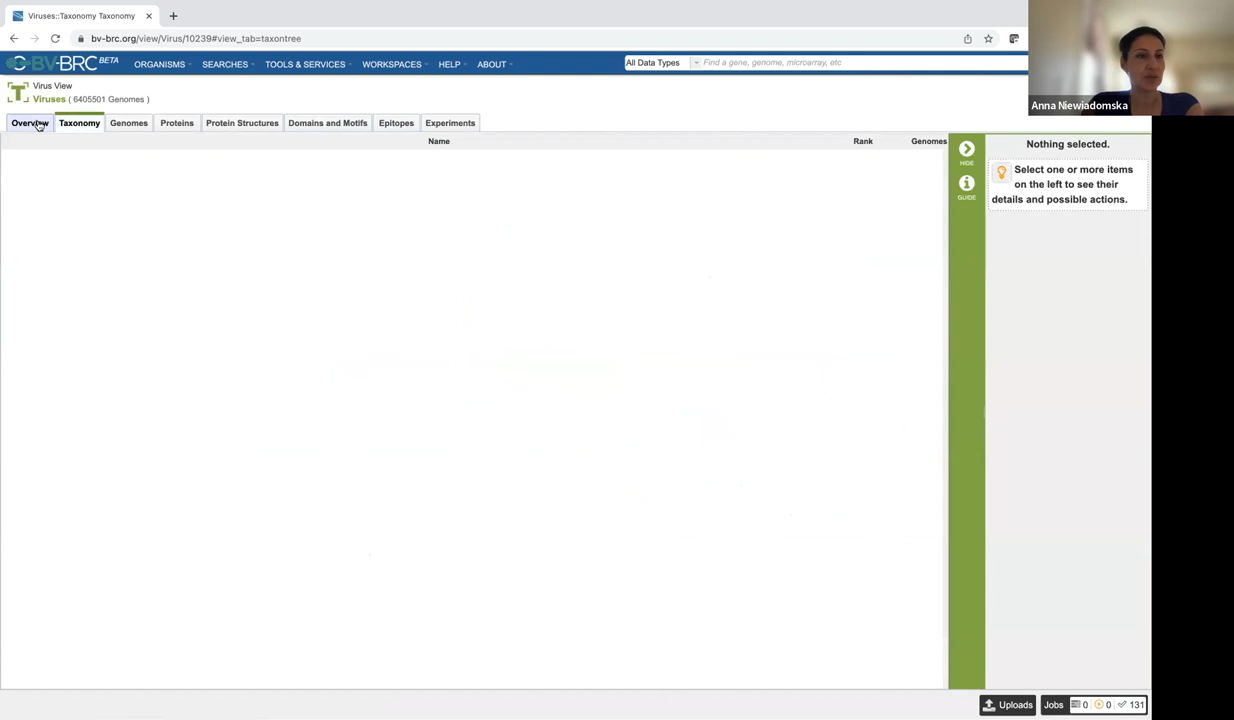 Viruses::Taxonomy Taxonomy
bv-brc.org/view/Virus/10239#view_tab=taxontree
BV-BRC BETA
ORGANISMS SEARCHES TOOLS & SERVICES WORKSPACES HELP ABOUT
All Data Types Find a gene, genome, microarray, etc
Anna Niewiadomska
Virus View
Viruses ( 6405501 Genomes )
Overview Taxonomy Genomes Proteins Protein Structures Domains and Motifs Epitopes Experiments
Name Rank Genomes
HIDE
GUIDE
Nothing selected.
Select one or more items
on the left to see their
details and possible actions.
Uploads Jobs 0 0 131